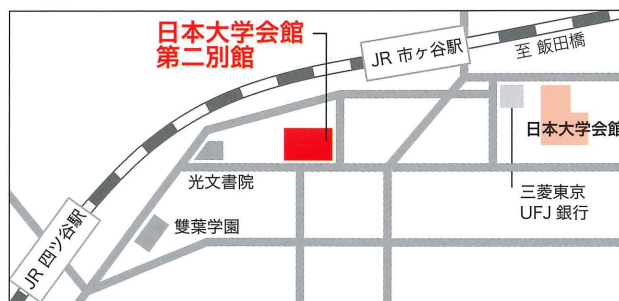 日本大学会館
第二別館
JR 市ヶ谷駅
至 飯田橋
日本大学会館
光文書院
三菱東京
UFJ 銀行
雙葉学園
JR 四ツ谷駅